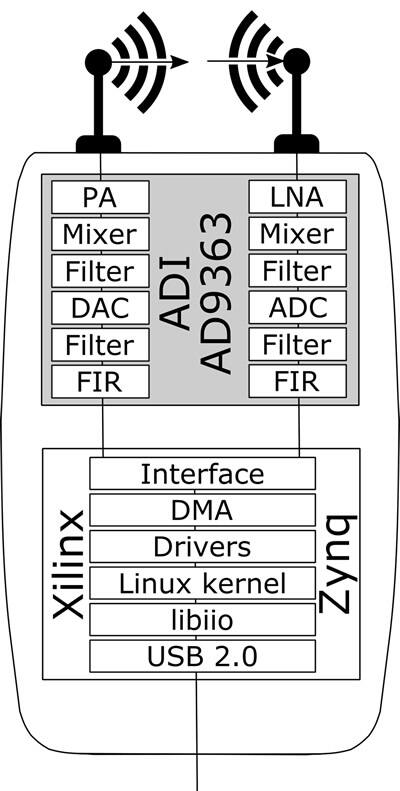 PA
Mixer
Filter
DAC
Filter
FIR
ADI
AD9363
LNA
Mixer
Filter
ADC
Filter
FIR
Xilinx
Interface
DMA
Drivers
Linux kernel
libiio
USB 2.0
Zynq